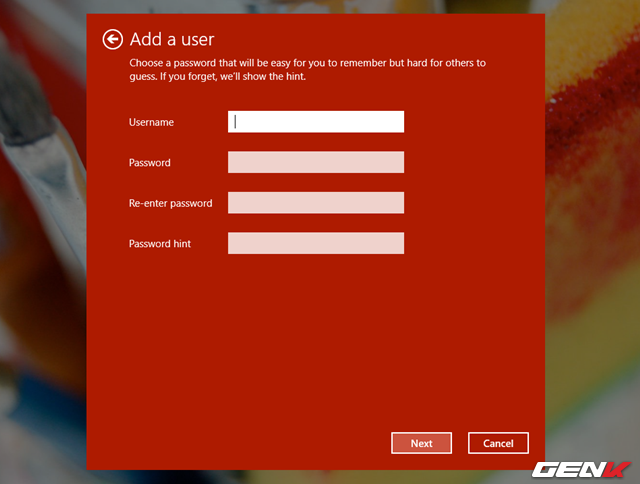 Add a user
Choose a password that will be easy for you to remember but hard for others to
guess. If you forget, we'll show the hint.
Username
Password
Re-enter password
Password hint
Next
Cancel
GENK